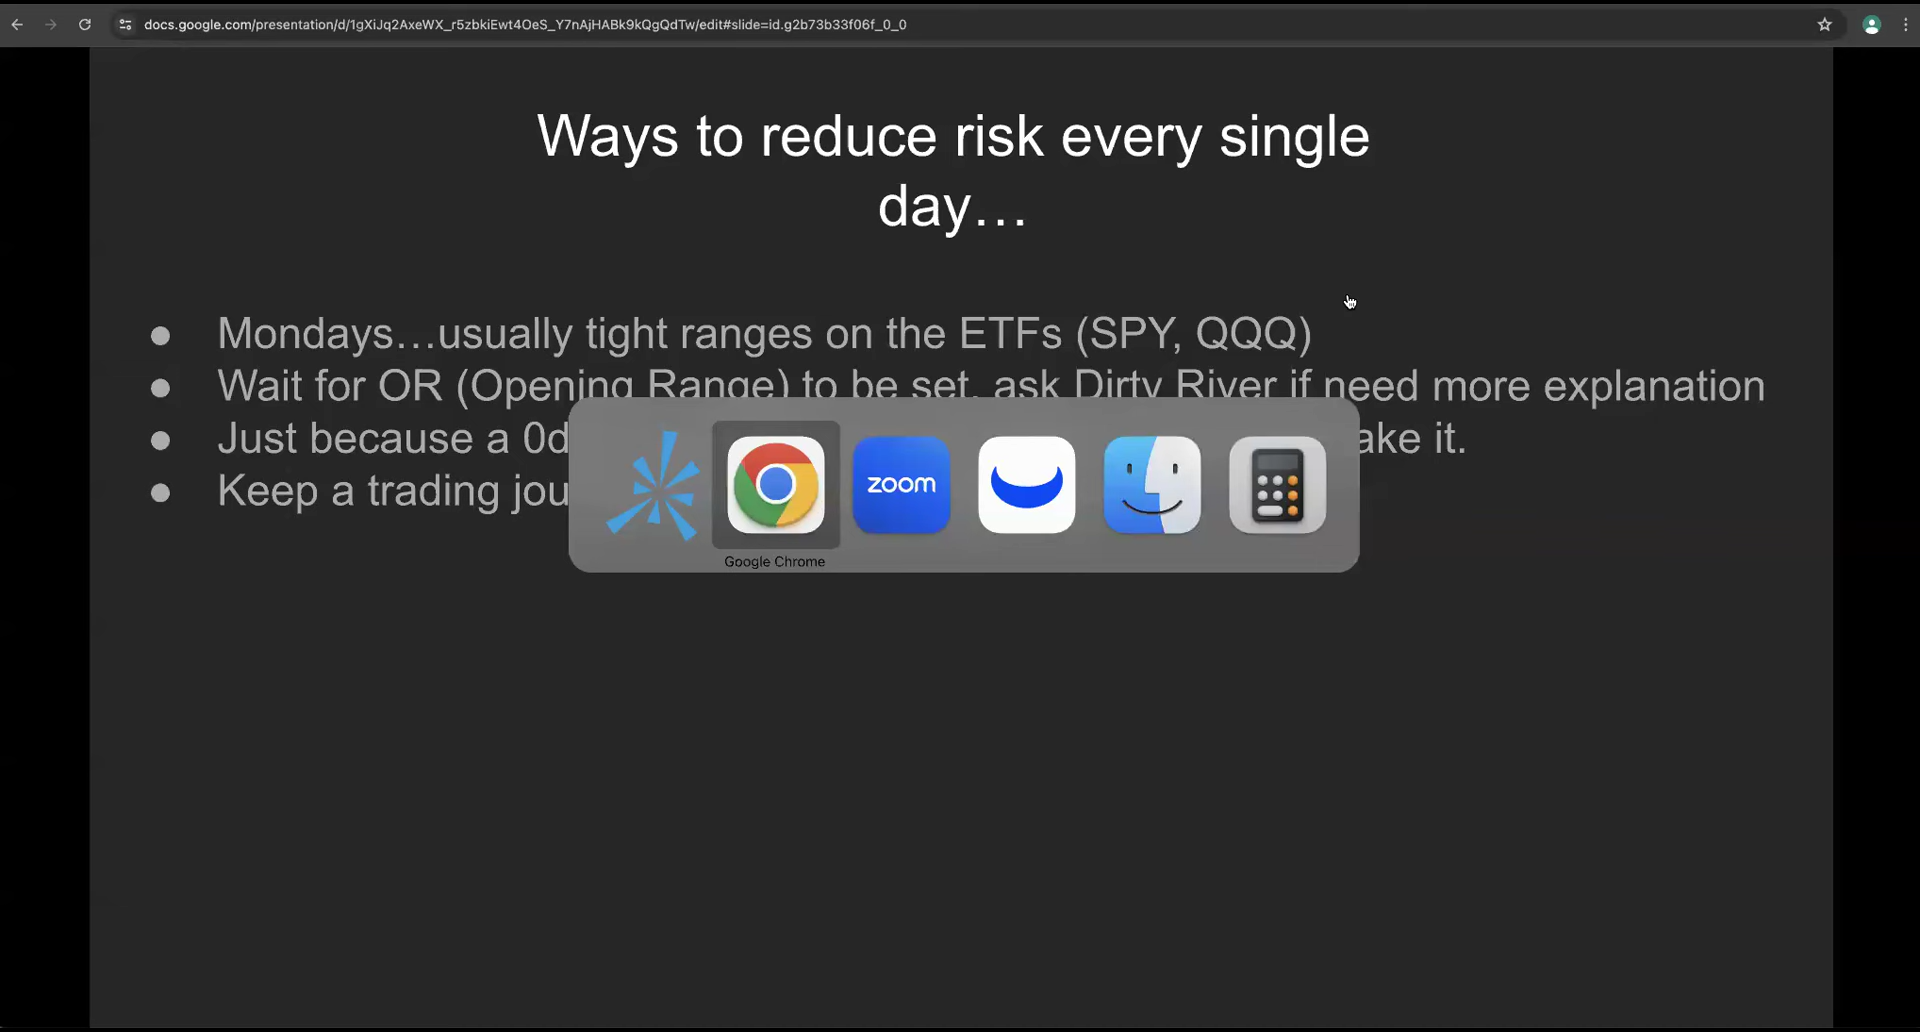 docs.google.com/presentation/d/1gXiJq2AxeWX_r5zbkiEwt4OeS_Y7nAjHABk9kQgQdTw/edit#slide=id.g2b73b33f06f_0_0
Ways to reduce risk every single
day…
● Mondays…usually tight ranges on the ETFs (SPY, QQQ)
● Wait for OR (Opening Range) to be set, ask Dirty River if need more explanation
● Just because a 0d ake it.
● Keep a trading jou
zoom
Google Chrome